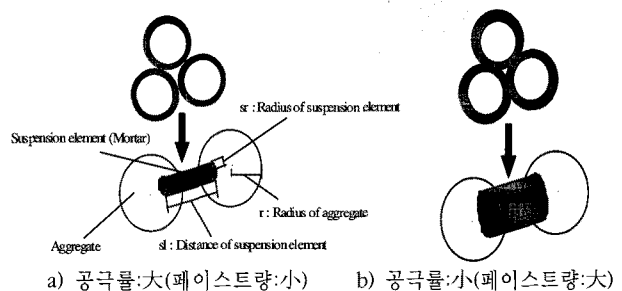 sr : Radius of suspension element
Suspension element (Mortar)
r : Radius of aggregate
Aggregate
sl : Distance of suspension element
a) 공극률:大(페이스트량:小)
b) 공극률:小(페이스트량:大)